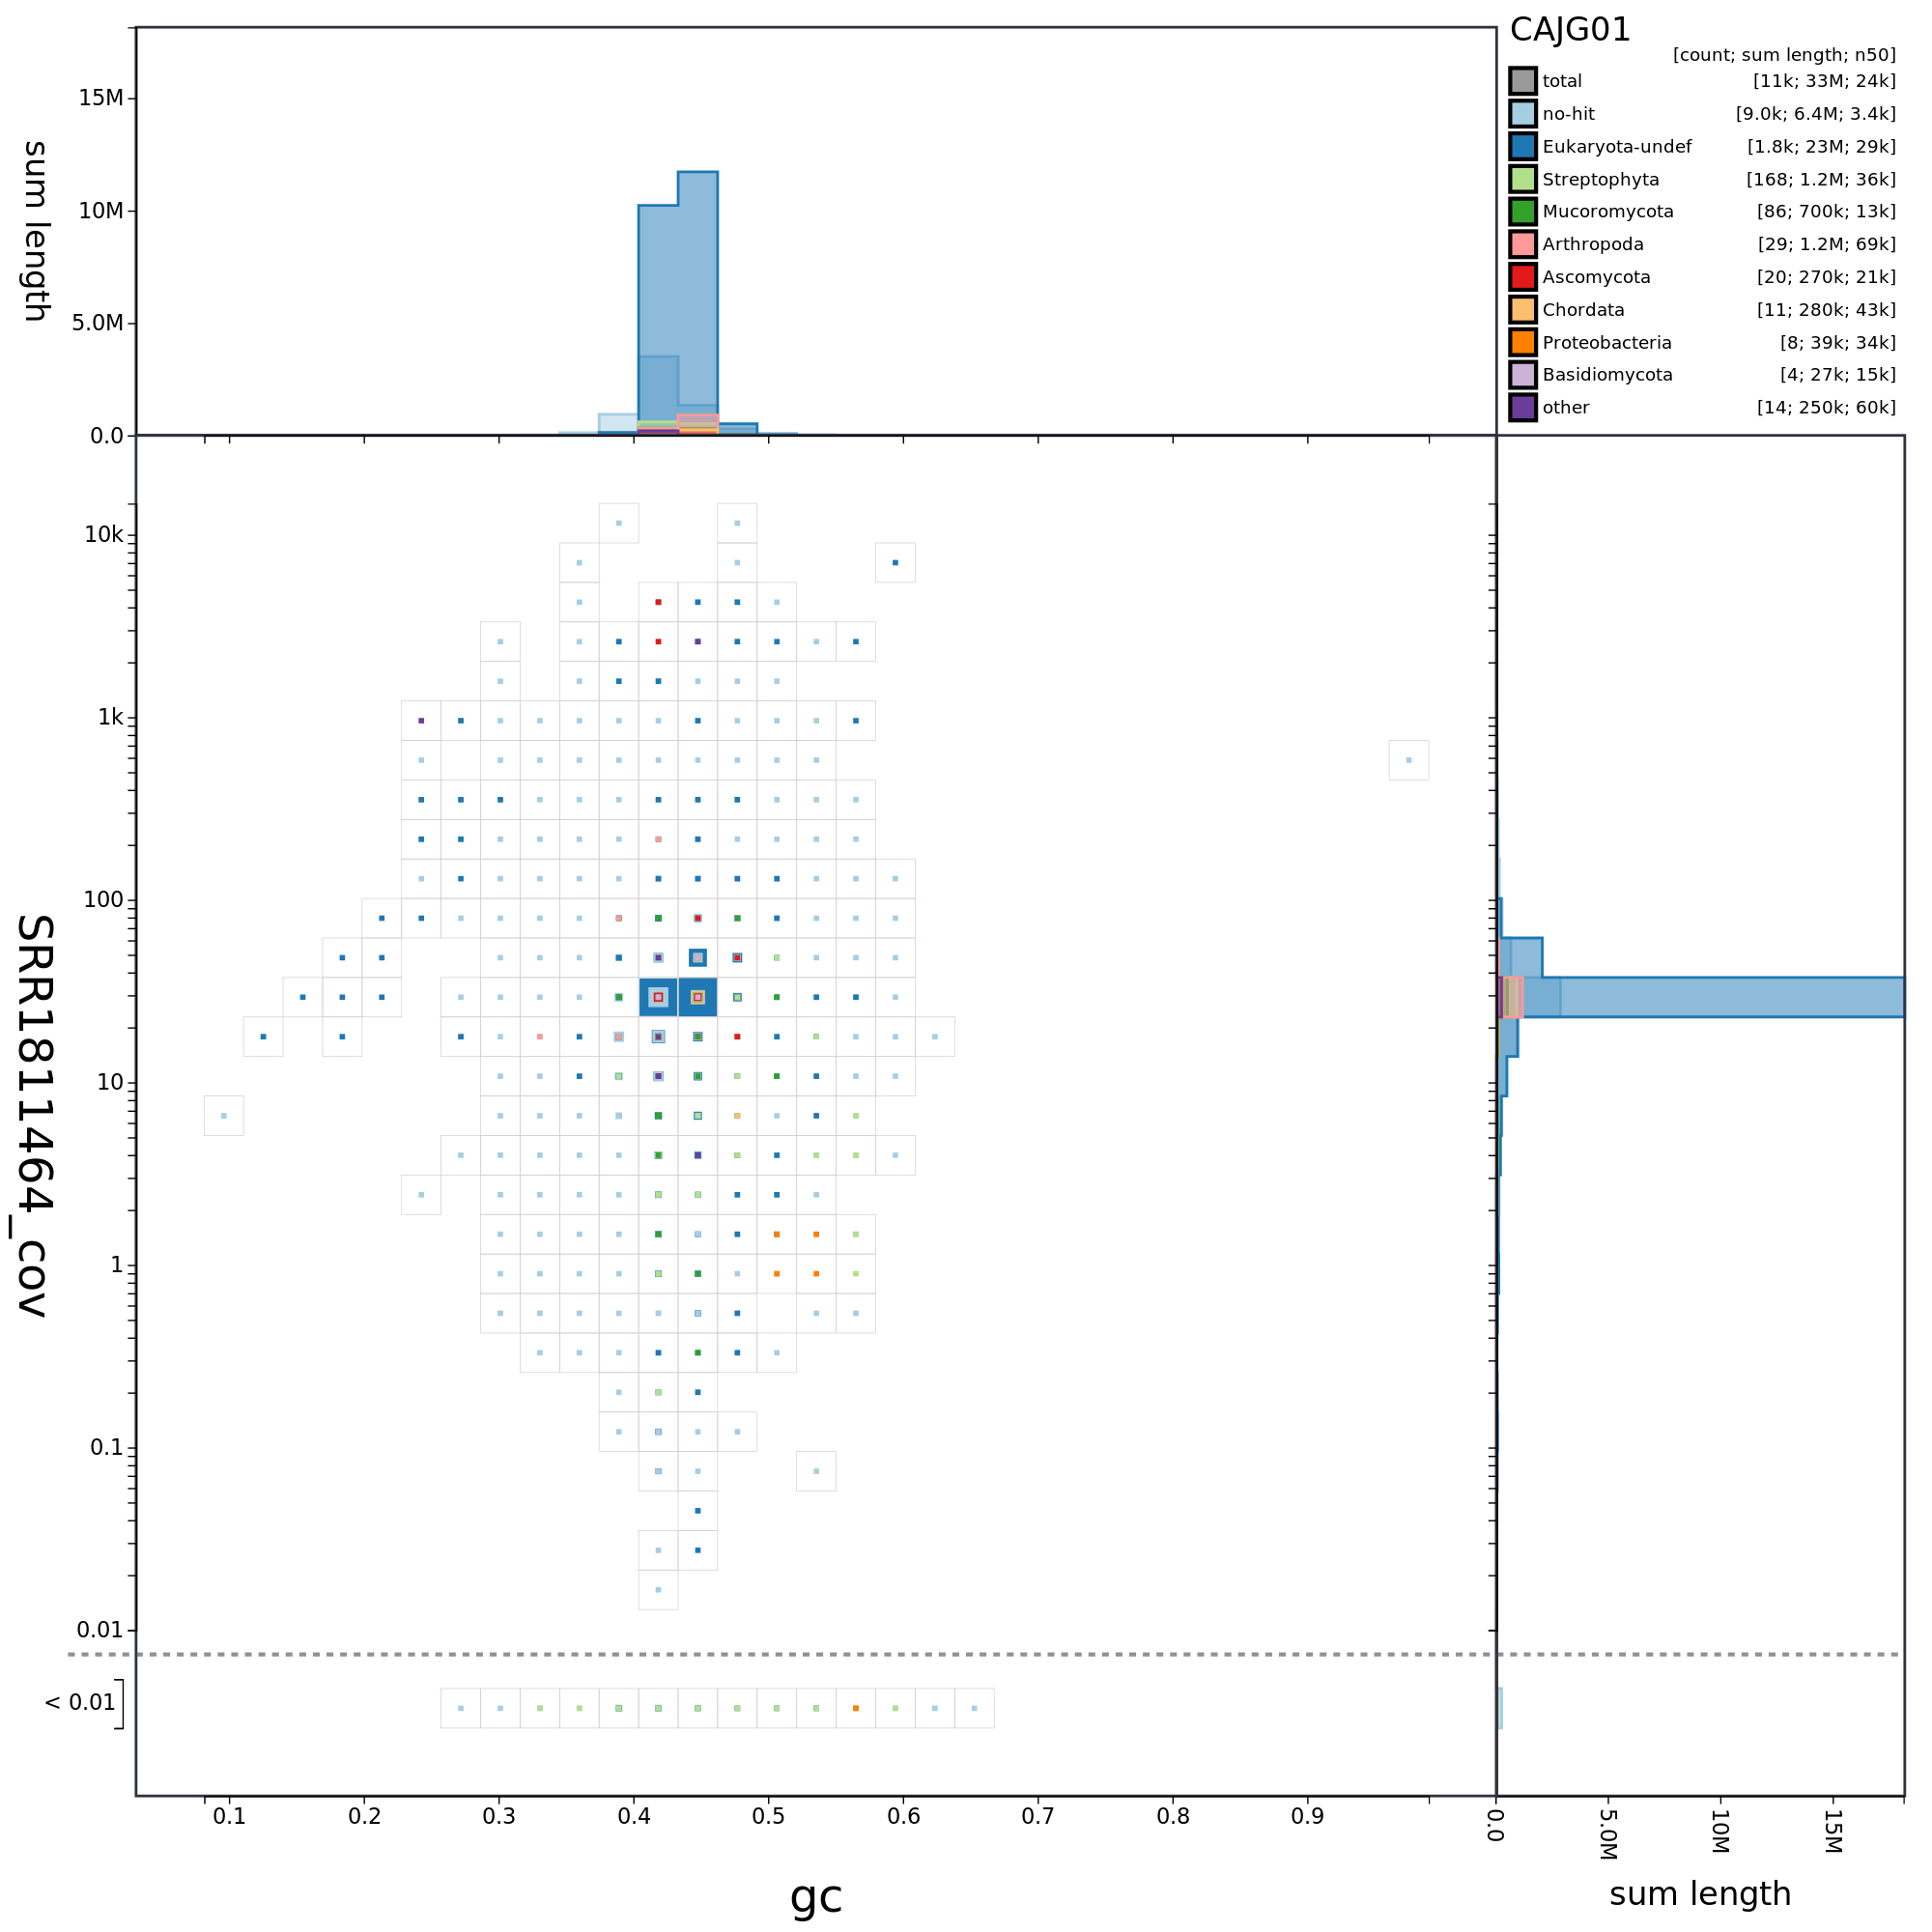 CAJG01
[count; sum length; n50]
total [11k; 33M; 24k]
no-hit [9.0k; 6.4M; 3.4k]
Eukaryota-undef [1.8k; 23M; 29k]
Streptophyta [168; 1.2M; 36k]
Mucoromycota [86; 700k; 13k]
Arthropoda [29; 1.2M; 69k]
Ascomycota [20; 270k; 21k]
Chordata [11; 280k; 43k]
Proteobacteria [8; 39k; 34k]
Basidiomycota [4; 27k; 15k]
other [14; 250k; 60k]
sum length
15M
10M
5.0M
0.0
SRR1811464_cov
10k
1k
100
10
1
0.1
0.01
< 0.01
0.1 0.2 0.3 0.4 0.5 0.6 0.7 0.8 0.9
gc
0.0 5.0M 10M 15M
sum length